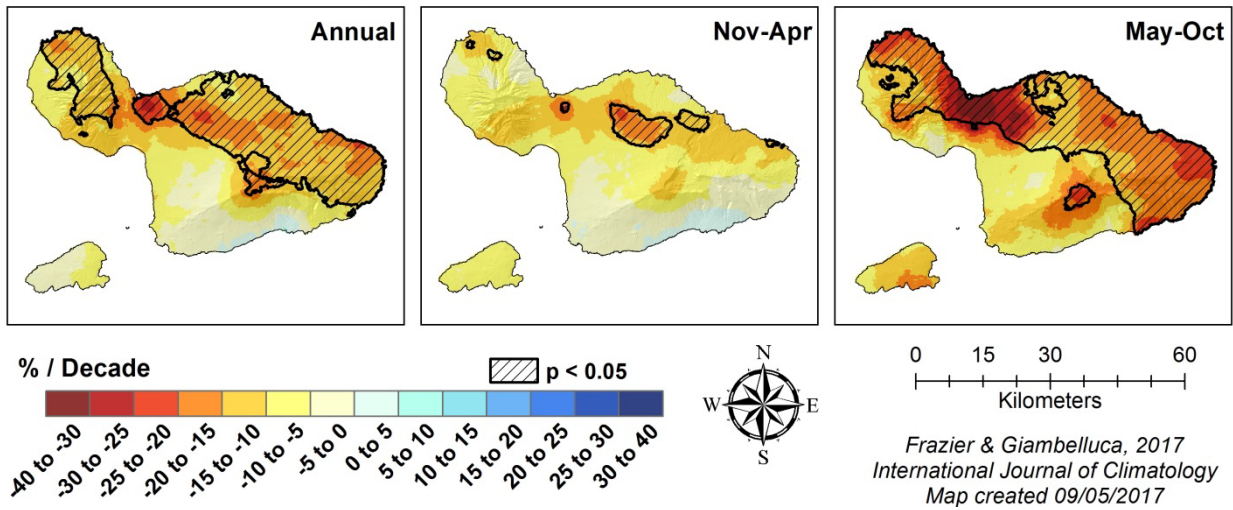 Annual
Nov-Apr
May-Oct
% / Decade
p < 0.05
-40 to -30
-30 to -25
-25 to -20
-20 to -15
-15 to -10
-10 to -5
-5 to 0
0 to 5
5 to 10
10 to 15
15 to 20
20 to 25
25 to 30
30 to 40
N
W E
S
0 15 30 60
Kilometers
Frazier & Giambelluca, 2017
International Journal of Climatology
Map created 09/05/2017